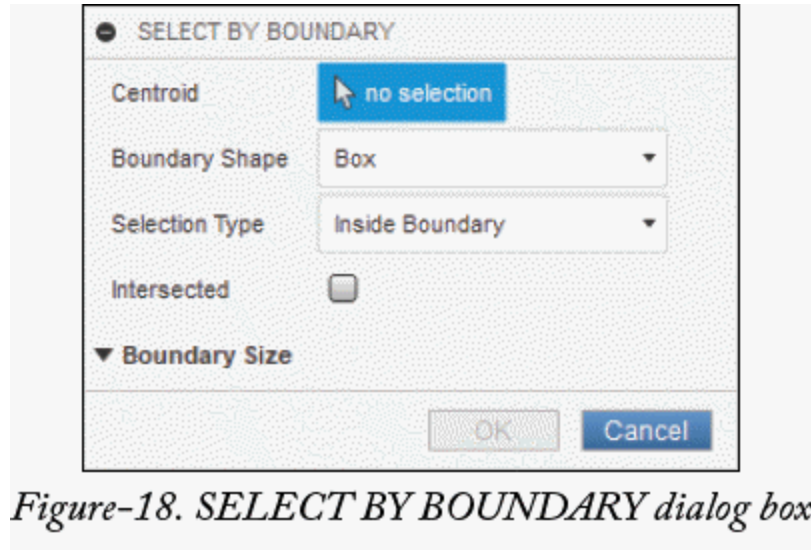 SELECT BY BOUNDARY
Centroid no selection
Boundary Shape Box
Selection Type Inside Boundary
Intersected
Boundary Size
OK Cancel
Figure-18. SELECT BY BOUNDARY dialog box